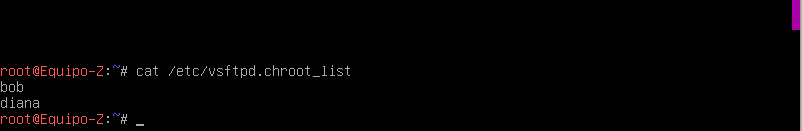 root@Equipo-Z:~# cat /etc/vsftpd.chroot_list
bob
diana
root@Equipo-Z:~# _